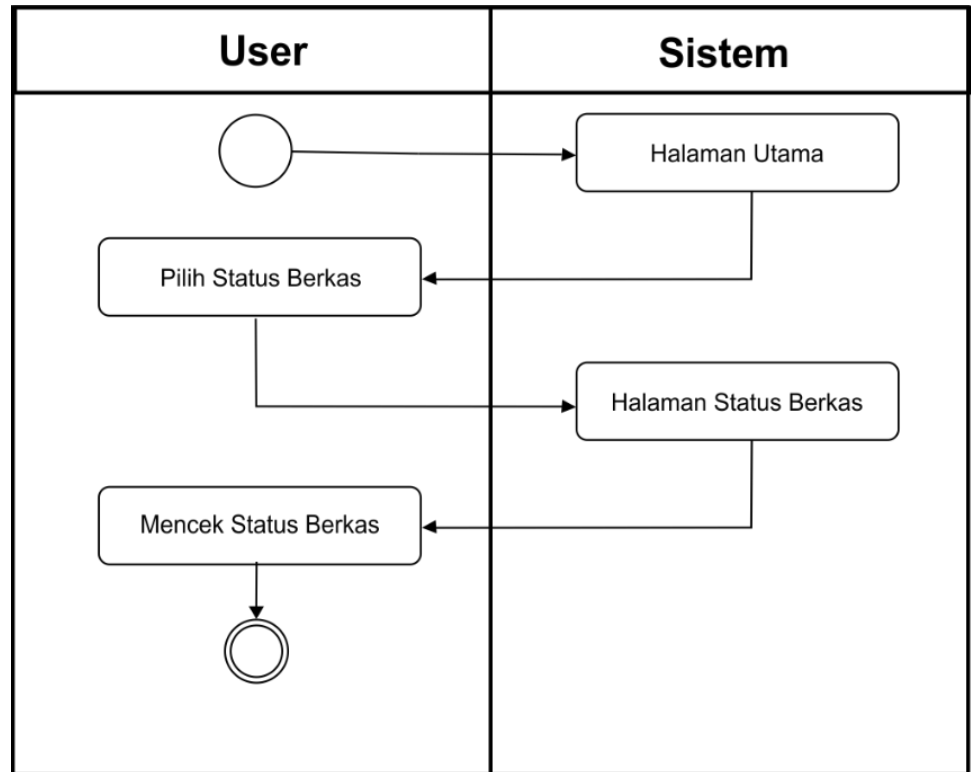 User
Sistem
Halaman Utama
Pilih Status Berkas
Halaman Status Berkas
Mencek Status Berkas